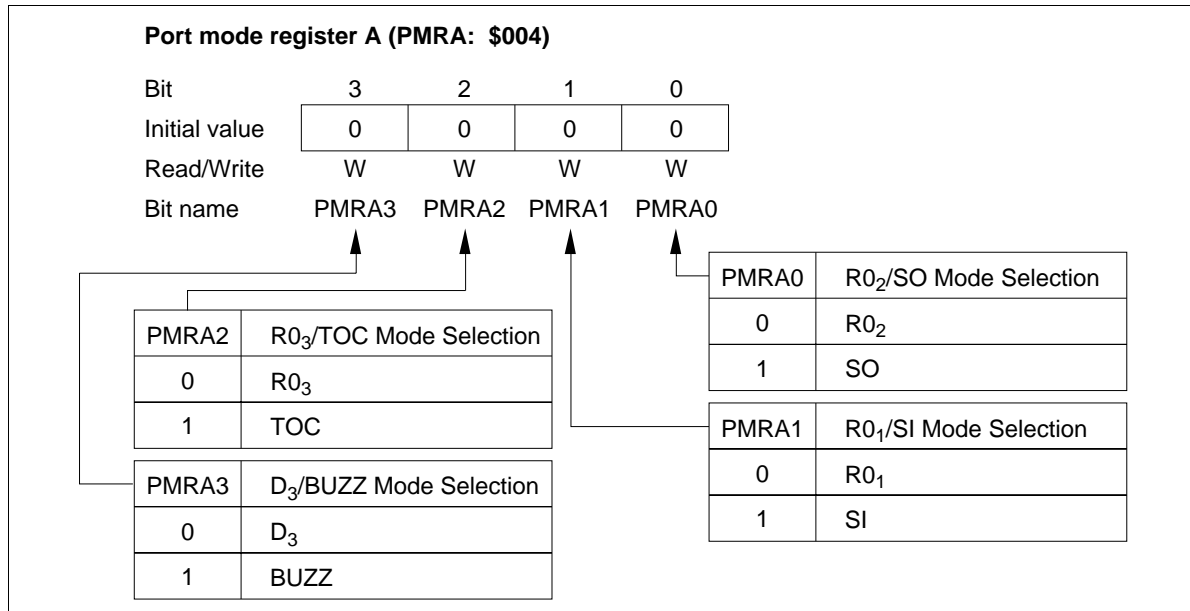 Port mode register A (PMRA: $004)
Bit 3 2 1 0
Initial value 0 0 0 0
Read/Write W W W W
Bit name PMRA3 PMRA2 PMRA1 PMRA0
PMRA2 R0₃/TOC Mode Selection
0 R0₃
1 TOC
PMRA3 D₃/BUZZ Mode Selection
0 D₃
1 BUZZ
PMRA0 R0₂/SO Mode Selection
0 R0₂
1 SO
PMRA1 R0₁/SI Mode Selection
0 R0₁
1 SI